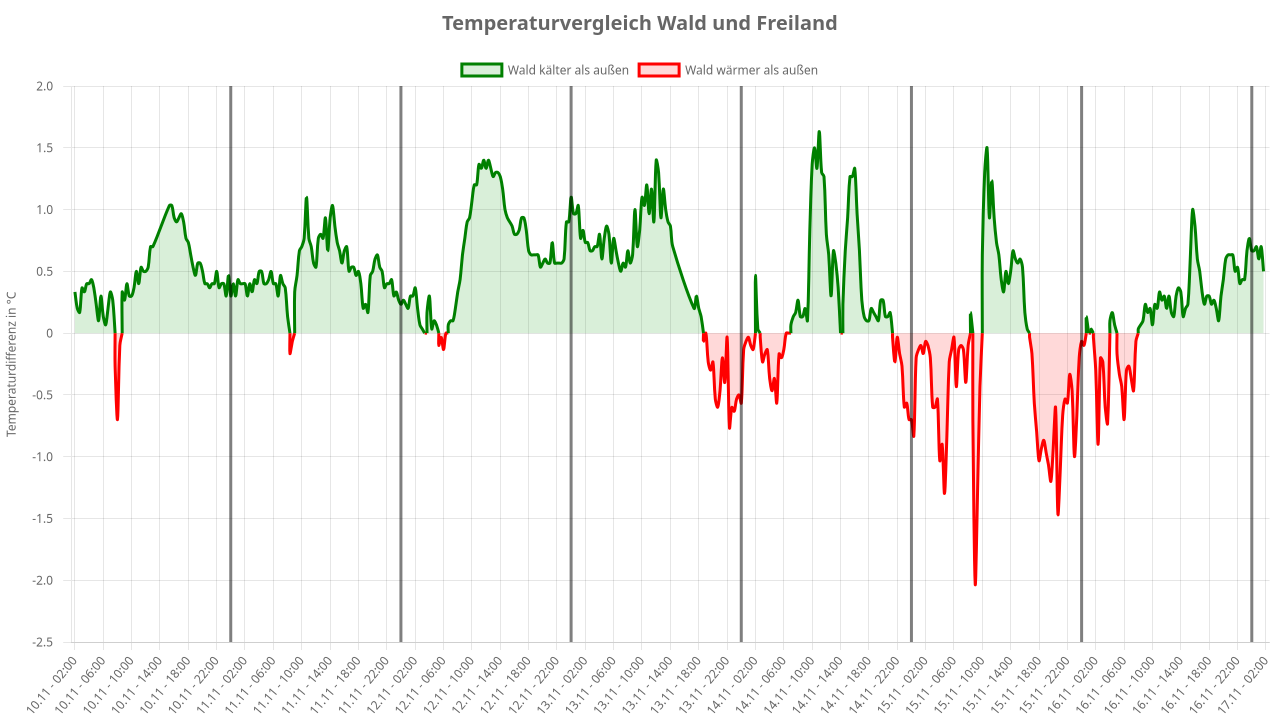 Temperaturvergleich Wald und Freiland
Wald kälter als außen
Wald wärmer als außen
Temperaturdifferenz in °C
2.0
1.5
1.0
0.5
0
-0.5
-1.0
-1.5
-2.0
-2.5
10.11 - 02:00
10.11 - 06:00
10.11 - 10:00
10.11 - 14:00
10.11 - 18:00
10.11 - 22:00
11.11 - 02:00
11.11 - 06:00
11.11 - 10:00
11.11 - 14:00
11.11 - 18:00
11.11 - 22:00
12.11 - 02:00
12.11 - 06:00
12.11 - 10:00
12.11 - 14:00
12.11 - 18:00
12.11 - 22:00
13.11 - 02:00
13.11 - 06:00
13.11 - 10:00
13.11 - 14:00
13.11 - 18:00
13.11 - 22:00
14.11 - 02:00
14.11 - 06:00
14.11 - 10:00
14.11 - 14:00
14.11 - 18:00
14.11 - 22:00
15.11 - 02:00
15.11 - 06:00
15.11 - 10:00
15.11 - 14:00
15.11 - 18:00
15.11 - 22:00
16.11 - 02:00
16.11 - 06:00
16.11 - 10:00
16.11 - 14:00
16.11 - 18:00
16.11 - 22:00
17.11 - 02:00